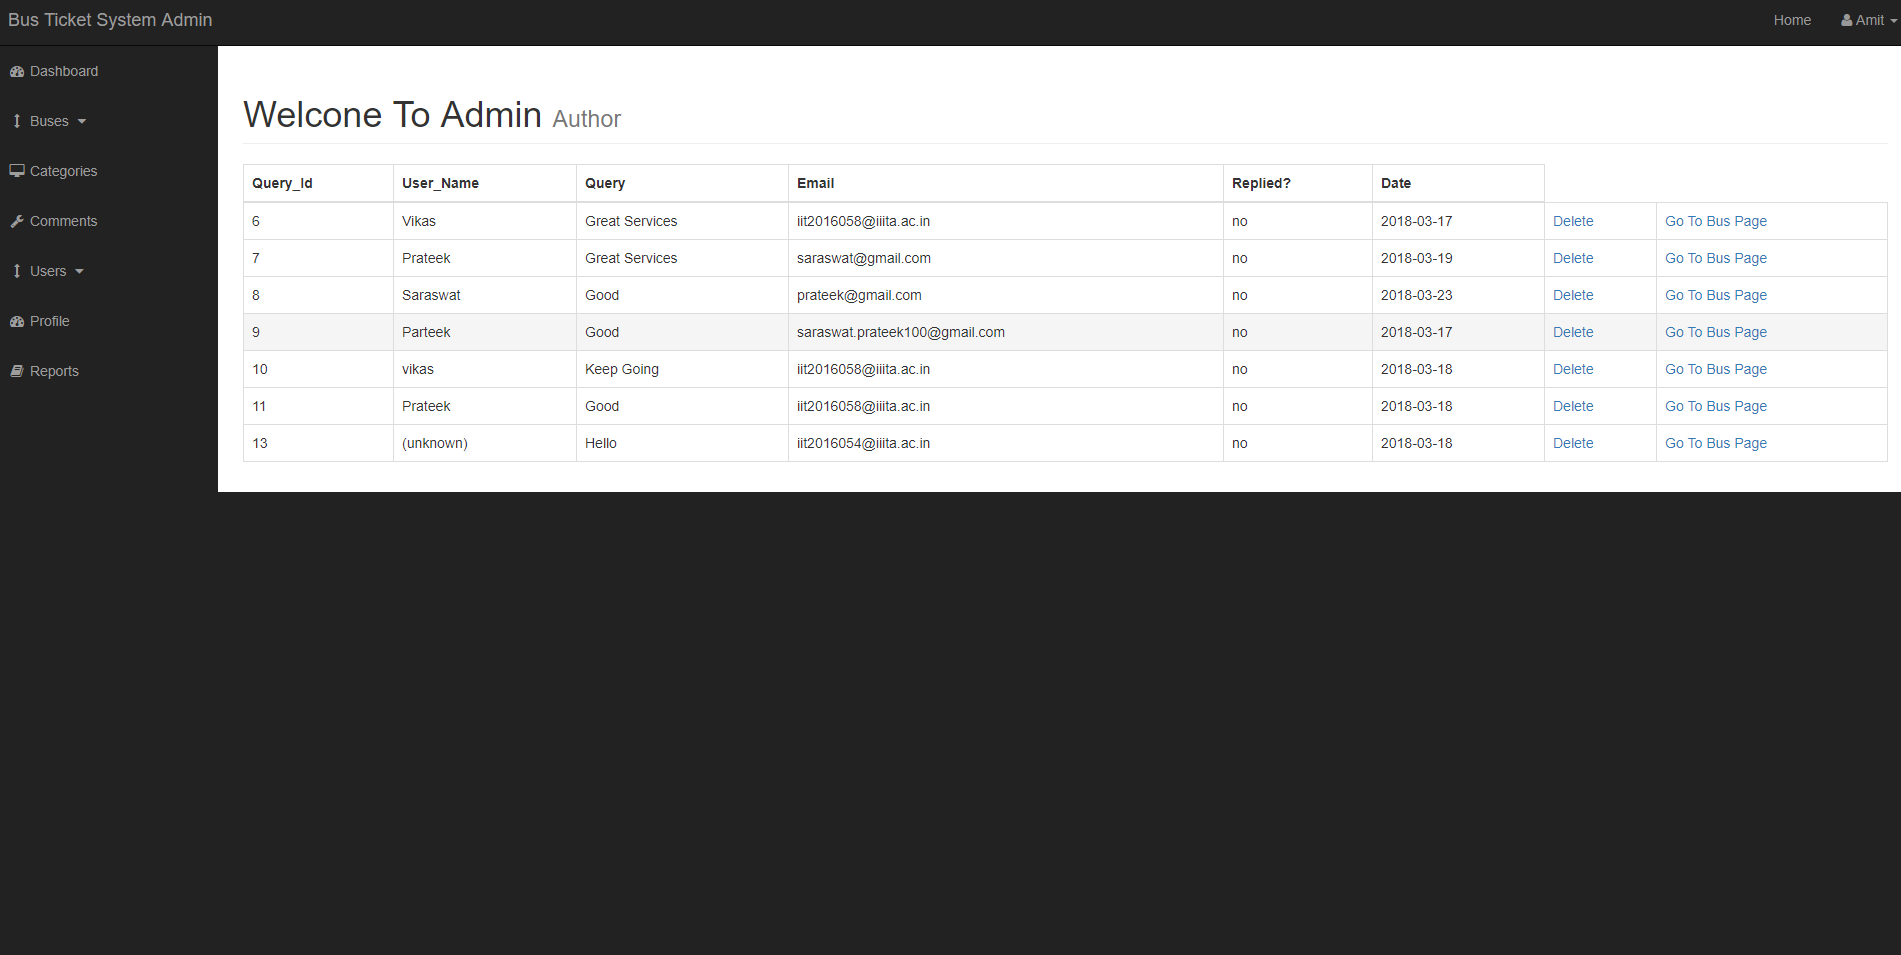 Bus Ticket System Admin Home Amit
Dashboard
Buses
Categories
Comments
Users
Profile
Reports
Welcone To Admin Author
Query_Id User_Name Query Email Replied? Date
6 Vikas Great Services iit2016058@iiita.ac.in no 2018-03-17 Delete Go To Bus Page
7 Prateek Great Services saraswat@gmail.com no 2018-03-19 Delete Go To Bus Page
8 Saraswat Good prateek@gmail.com no 2018-03-23 Delete Go To Bus Page
9 Parteek Good saraswat.prateek100@gmail.com no 2018-03-17 Delete Go To Bus Page
10 vikas Keep Going iit2016058@iiita.ac.in no 2018-03-18 Delete Go To Bus Page
11 Prateek Good iit2016058@iiita.ac.in no 2018-03-18 Delete Go To Bus Page
13 (unknown) Hello iit2016054@iiita.ac.in no 2018-03-18 Delete Go To Bus Page